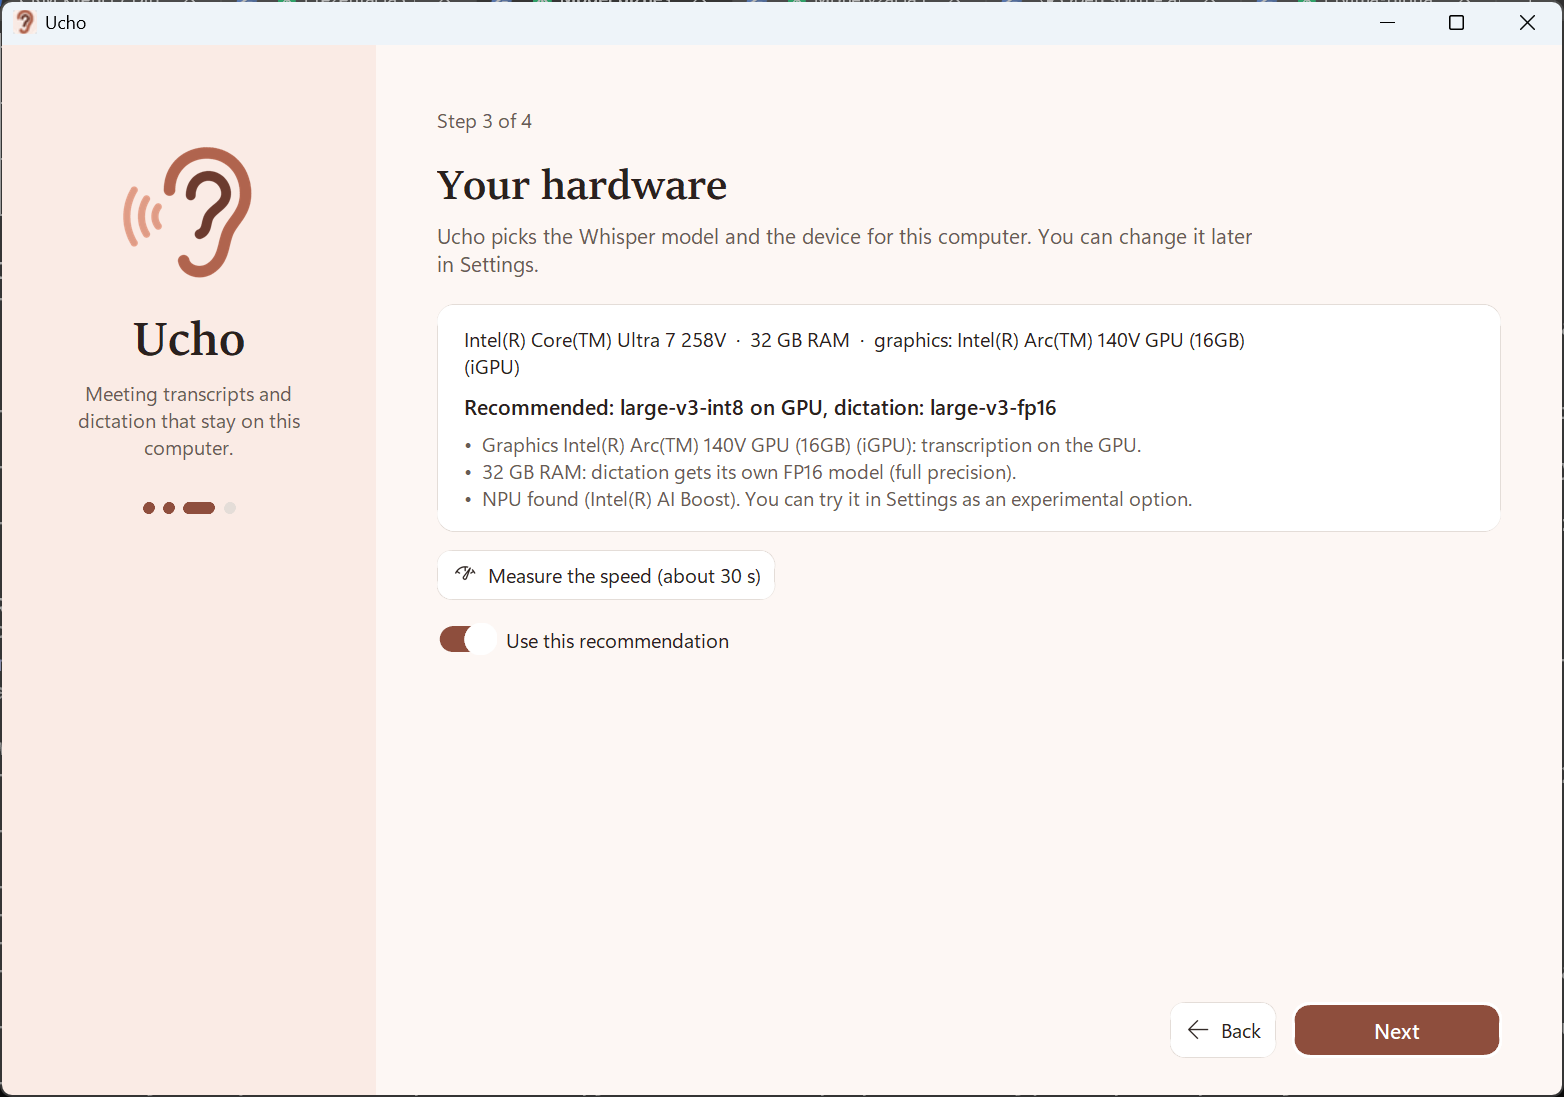 Ucho
Step 3 of 4
Your hardware
Ucho picks the Whisper model and the device for this computer. You can change it later
in Settings.
Intel(R) Core(TM) Ultra 7 258V · 32 GB RAM · graphics: Intel(R) Arc(TM) 140V GPU (16GB)
(iGPU)
Recommended: large-v3-int8 on GPU, dictation: large-v3-fp16
• Graphics Intel(R) Arc(TM) 140V GPU (16GB) (iGPU): transcription on the GPU.
• 32 GB RAM: dictation gets its own FP16 model (full precision).
• NPU found (Intel(R) AI Boost). You can try it in Settings as an experimental option.
Measure the speed (about 30 s)
Use this recommendation
Ucho
Meeting transcripts and
dictation that stay on this
computer.
Back
Next